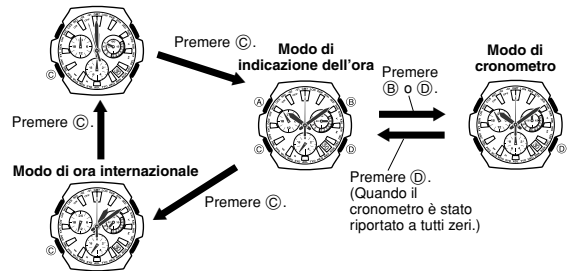 Premere Ⓒ.
Modo di
indicazione dell'ora
Modo di
cronometro
Premere
Ⓑ o Ⓓ.
Ⓒ
Ⓐ
Ⓑ
Ⓒ
Ⓓ
Premere Ⓒ.
Modo di ora internazionale
Premere Ⓒ.
Premere Ⓓ.
(Quando il
cronometro è stato
riportato a tutti zeri.)
Ⓒ